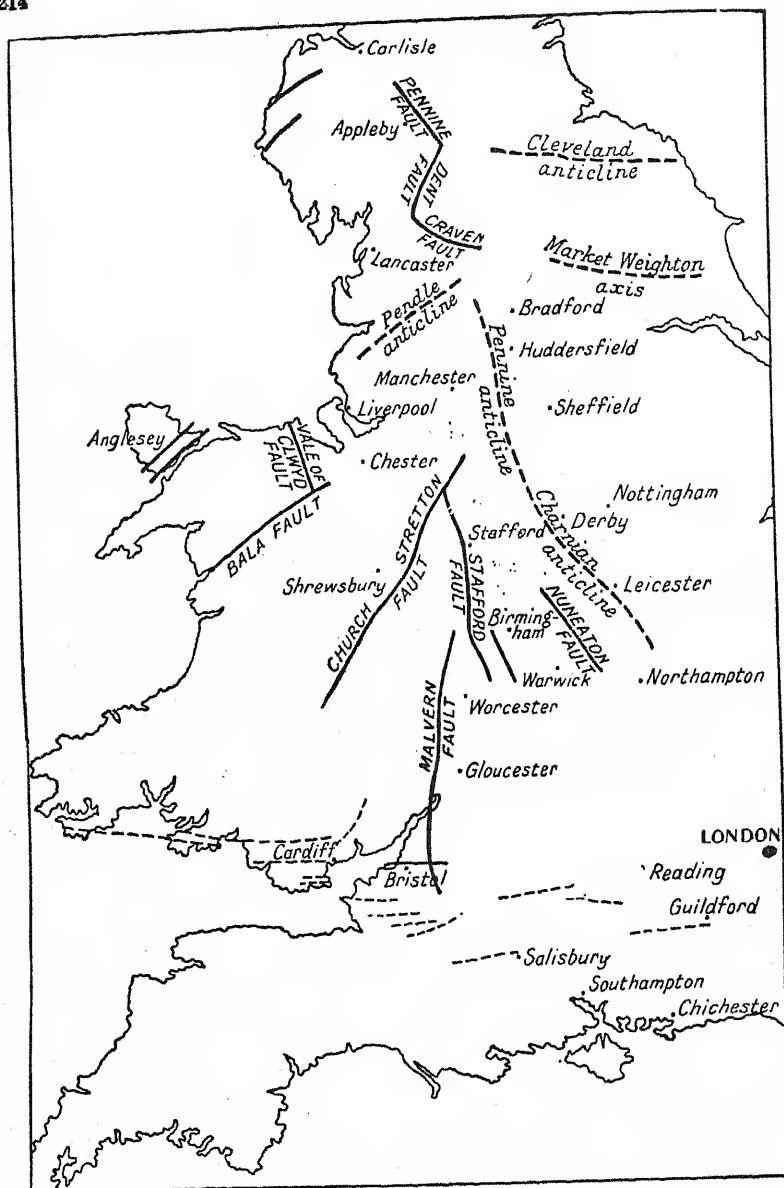 214
Carlisle
PENNINE
FAULT
Appleby
Cleveland
anticline
DENT
FAULT
CRAVEN
FAULT
Lancaster
Market Weighton
axis
Pendle
anticline
Bradford
Pennine
anticline
Huddersfield
Manchester
Liverpool
Sheffield
Anglesey
VALE OF
CLWYD
FAULT
Chester
BALA FAULT
Nottingham
Derby
Charnian
anticline
Stafford
STAFFORD
FAULT
CHURCH STRETTON
FAULT
Shrewsbury
Leicester
Birming-
ham
NUNEATON
FAULT
Warwick
Northampton
Worcester
MALVERN
FAULT
Gloucester
LONDON
Cardiff
Bristol
Reading
Guildford
Salisbury
Southampton
Chichester